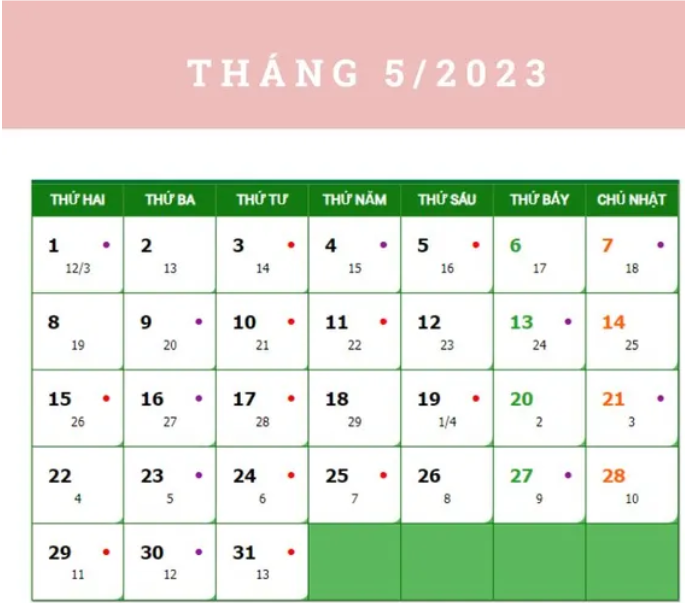 THÁNG 5/2023
THỨ HAI THỨ BA THỨ TƯ THỨ NĂM THỨ SÁU THỨ BẢY CHỦ NHẬT
1 2 3 4 5 6 7
12/3 13 14 15 16 17 18
8 9 10 11 12 13 14
19 20 21 22 23 24 25
15 16 17 18 19 20 21
26 27 28 29 1/4 2 3
22 23 24 25 26 27 28
4 5 6 7 8 9 10
29 30 31
11 12 13